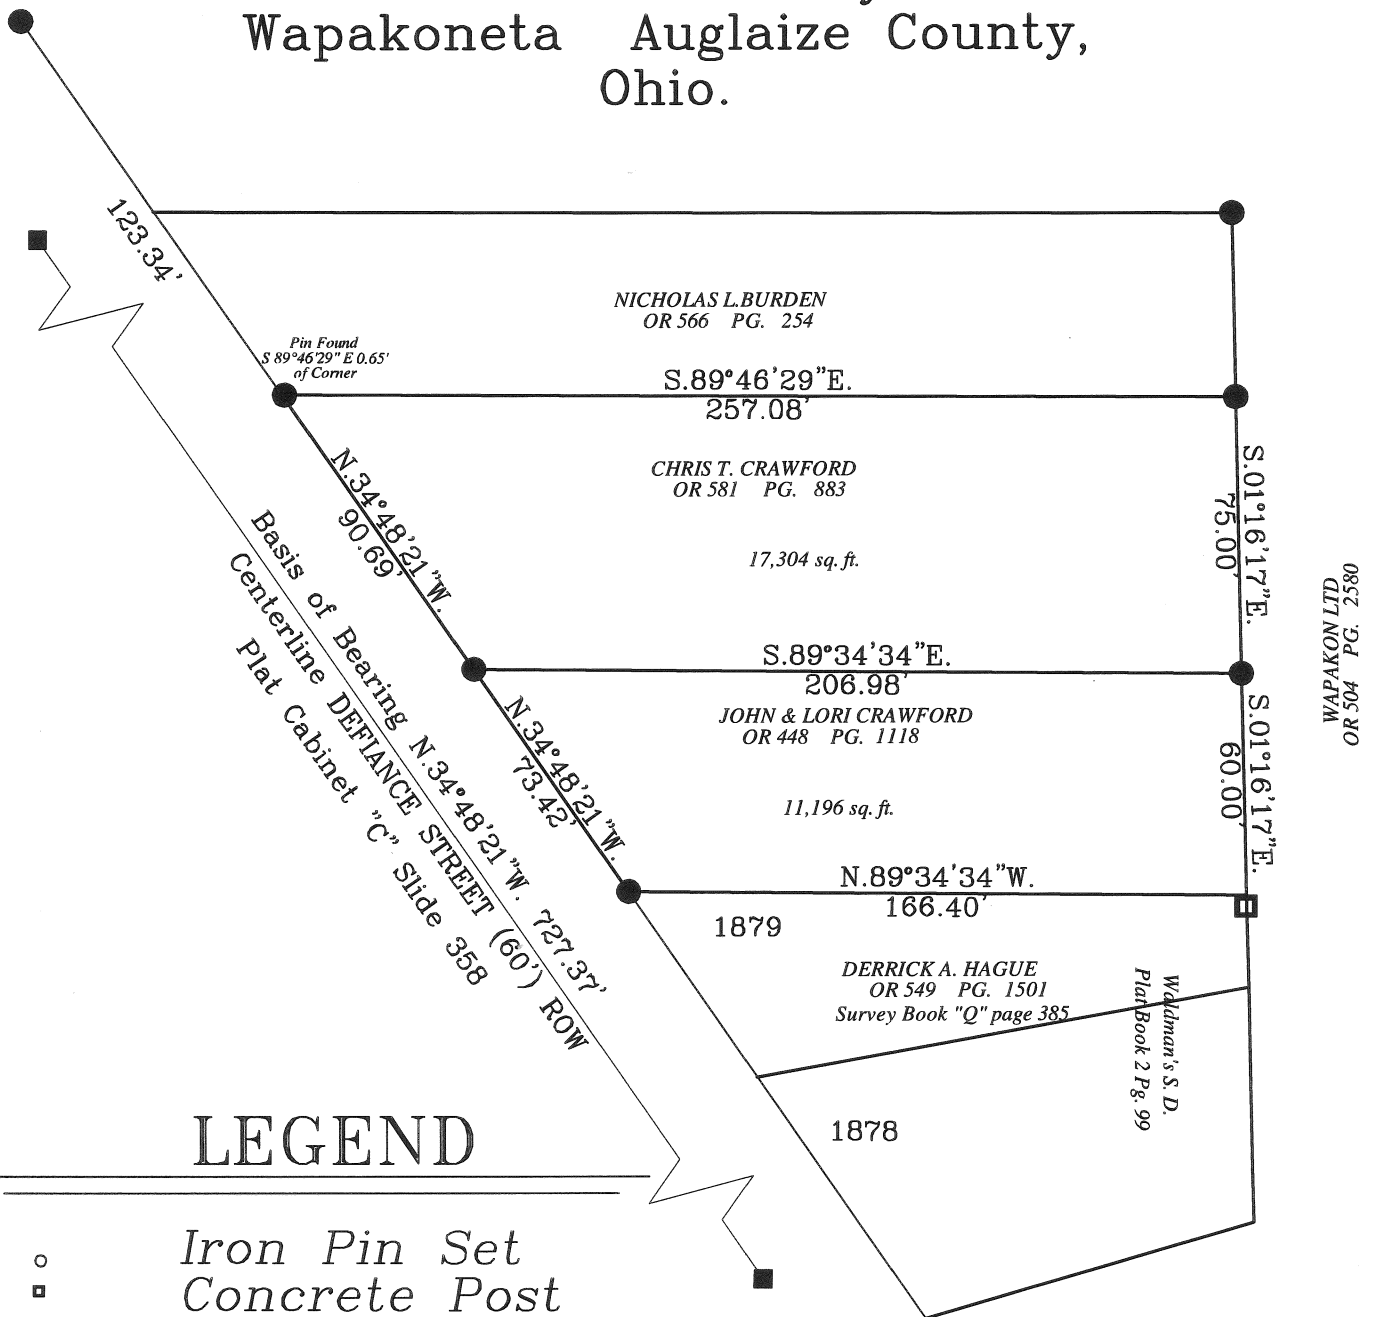 Wapakoneta Auglaize County,
Ohio.
123.34'
NICHOLAS L.BURDEN
OR 566 PG. 254
Pin Found
S 89°46'29" E 0.65'
of Corner
S.89°46'29"E.
257.08'
N.34°48'21"W.
90.69'
CHRIS T. CRAWFORD
OR 581 PG. 883
17,304 sq. ft.
S.01°16'17"E.
75.00'
WAPAKON LTD
OR 504 PG. 2580
S.89°34'34"E.
206.98'
JOHN & LORI CRAWFORD
OR 448 PG. 1118
11,196 sq. ft.
N.34°48'21"W.
73.42'
S.01°16'17"E.
60.00'
Basis of Bearing N.34°48'21"W. 727.37'
Centerline DEFIANCE STREET (60') ROW
Plat Cabinet "C" Slide 358
N.89°34'34"W.
166.40'
1879
DERRICK A. HAGUE
OR 549 PG. 1501
Survey Book "Q" page 385
Waldman's S. D.
Plat Book 2 Pg. 99
1878
LEGEND
Iron Pin Set
Concrete Post